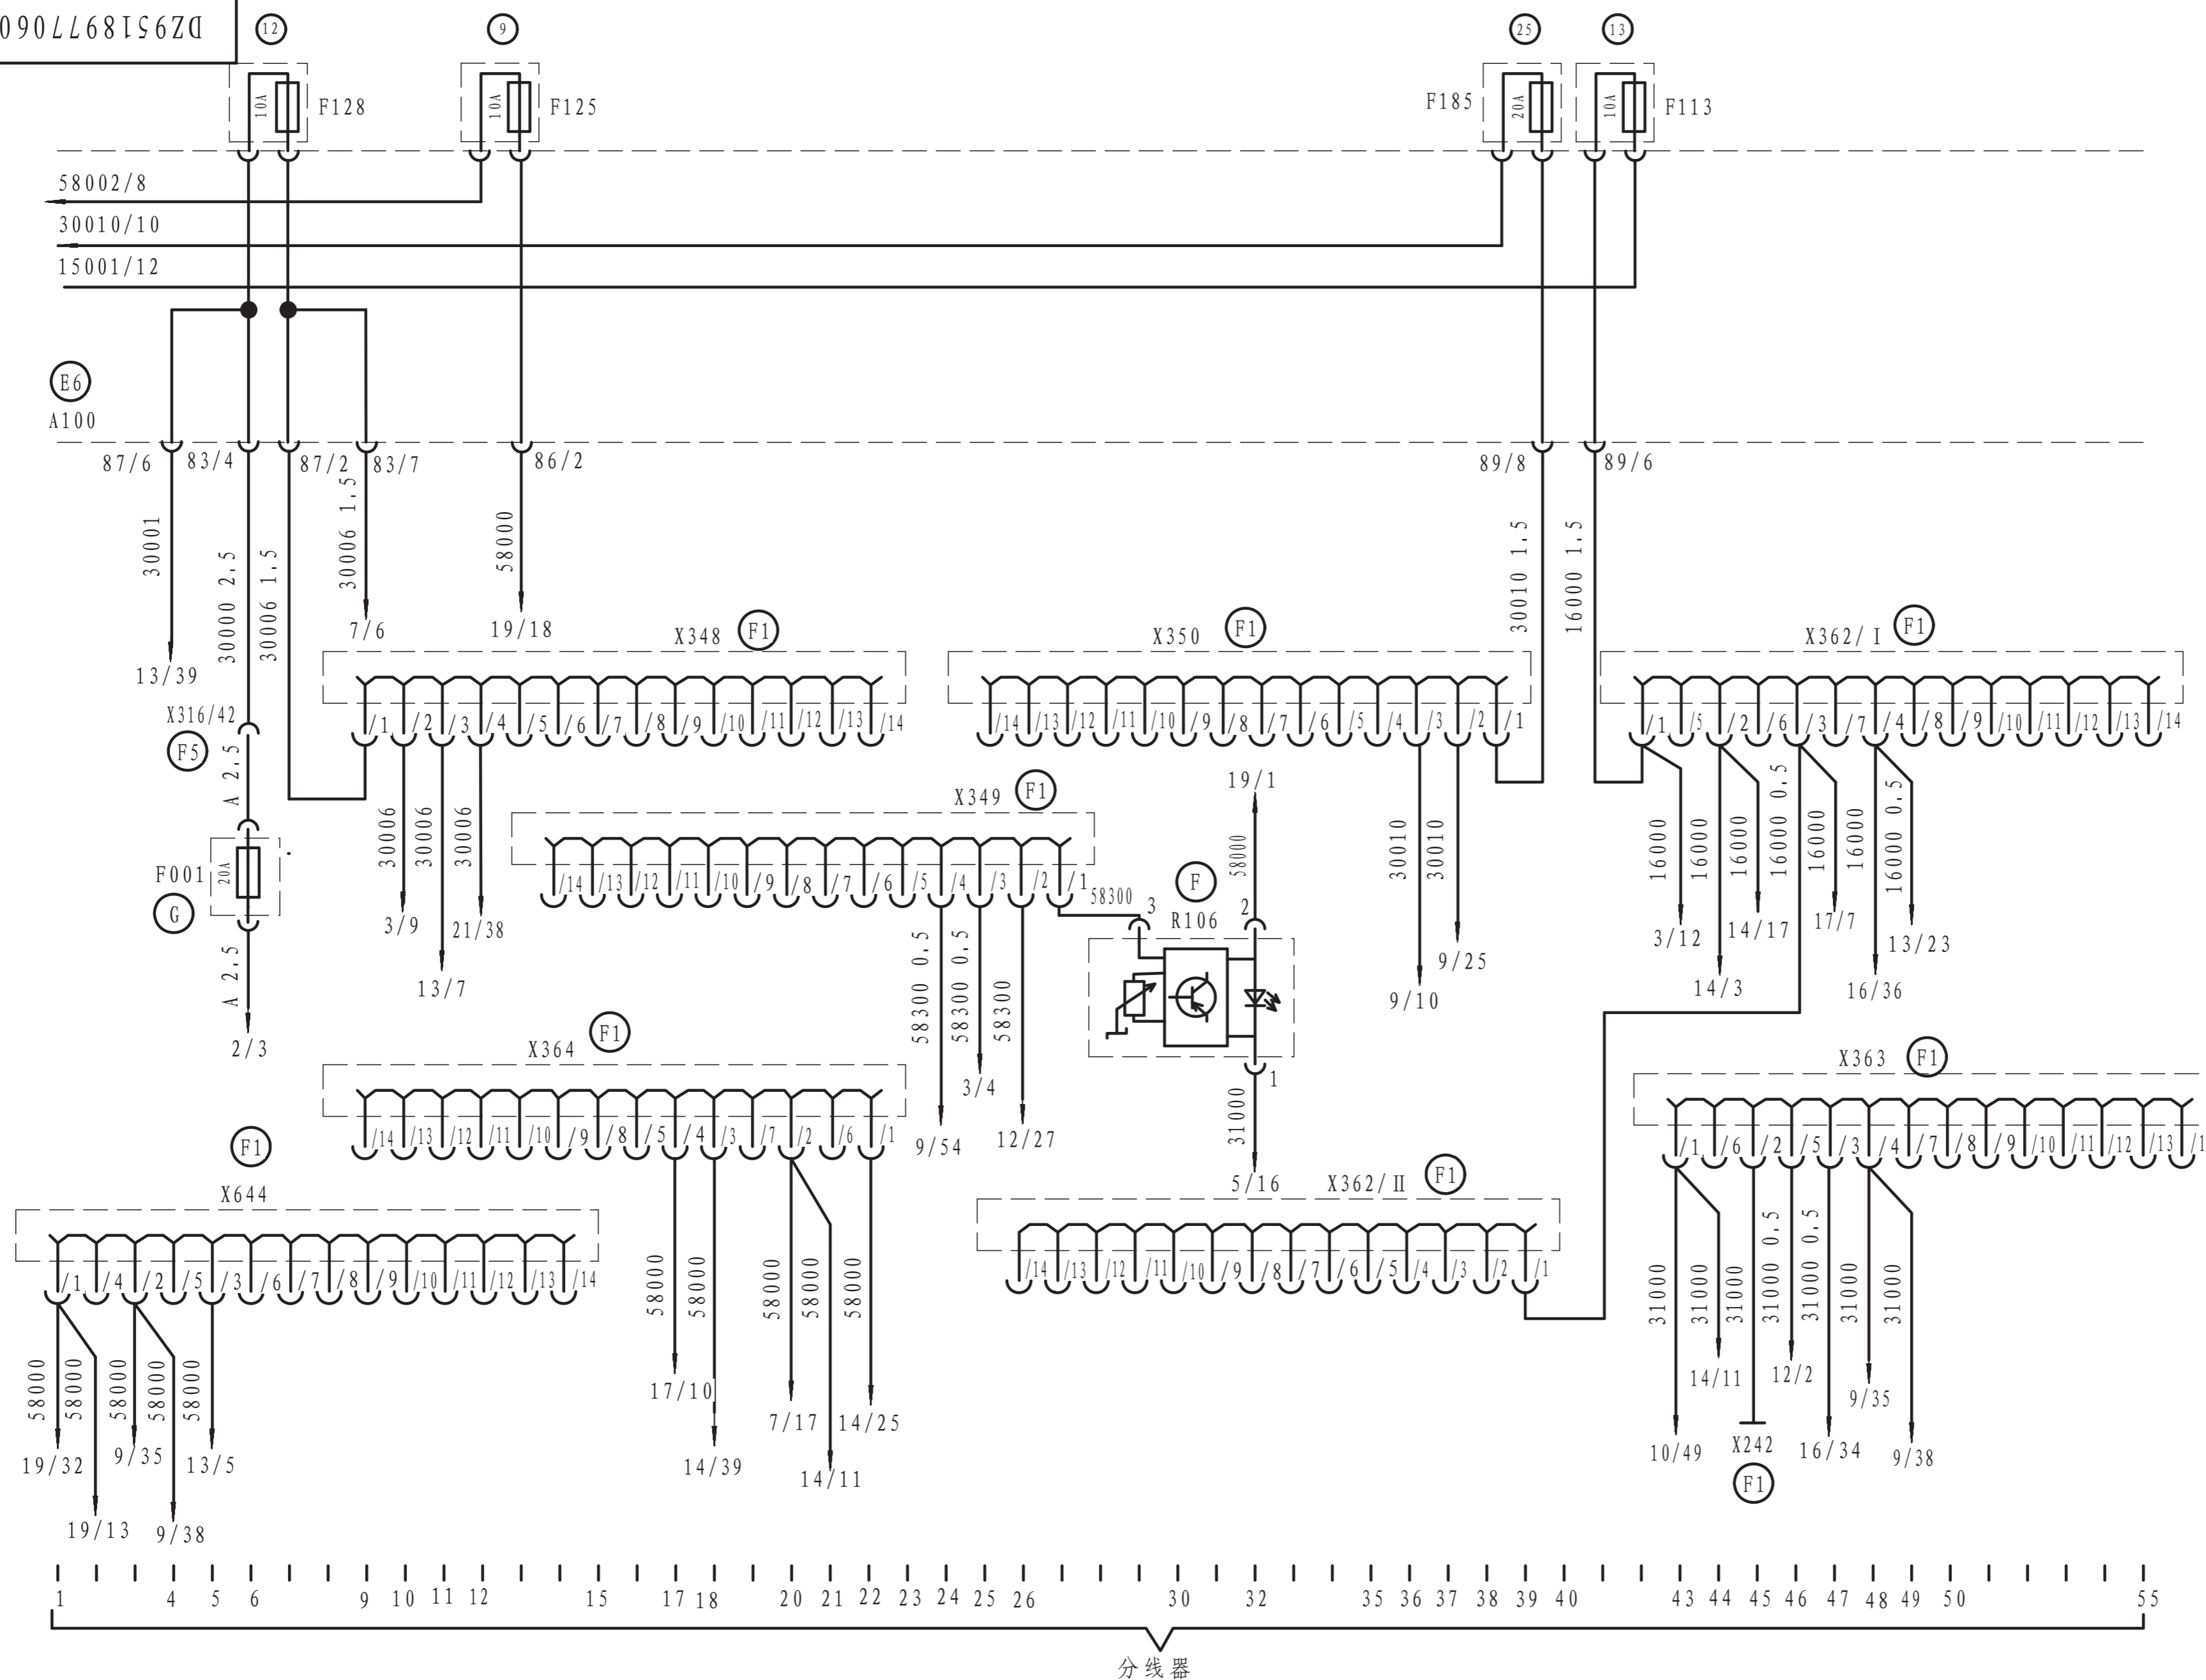 DZ9518977060
12
9
25
13
10A
F128
10A
F125
F185
20A
10A
F113
58002/8
30010/10
15001/12
E6
A100
87/6
83/4
87/2
83/7
86/2
89/8
89/6
30001
30000 2.5
30006 1.5
30006 1.5
58000
30010 1.5
16000 1.5
13/39
7/6
19/18
X348
F1
X350
F1
X362/I
F1
/1 /2 /3 /4 /5 /6 /7 /8 /9 /10 /11 /12 /13 /14
/14 /13 /12 /11 /10 /9 /8 /7 /6 /5 /4 /3 /2 /1
/1 /5 /2 /6 /3 /7 /4 /8 /9 /10 /11 /12 /13 /14
X316/42
F5
A 2.5
F001
20A
G
A 2.5
2/3
30006
30006
30006
3/9
13/7
21/38
X349
F1
/14 /13 /12 /11 /10 /9 /8 /7 /6 /5 /4 /3 /2 /1
58300
58300 0.5
58300 0.5
58300
9/54
3/4
12/27
19/1
58000
F
R106
3
2
1
31000
5/16
30010
30010
9/10
9/25
16000
16000
16000
16000 0.5
16000
16000
16000 0.5
3/12
14/3
14/17
17/7
16/36
13/23
X364
F1
/14 /13 /12 /11 /10 /9 /8 /5 /4 /3 /7 /2 /6 /1
58000
58000
58000
58000
58000
17/10
14/39
7/17
14/11
14/25
X363
F1
/1 /6 /2 /5 /3 /4 /7 /8 /9 /10 /11 /12 /13 /1
31000
31000
31000
31000 0.5
31000 0.5
31000
31000
10/49
14/11
X242
F1
12/2
16/34
9/35
9/38
F1
X644
/1 /4 /2 /5 /3 /6 /7 /8 /9 /10 /11 /12 /13 /14
58000
58000
58000
58000
58000
19/32
19/13
9/35
9/38
13/5
X362/II
F1
/14 /13 /12 /11 /10 /9 /8 /7 /6 /5 /4 /3 /2 /1
1 4 5 6 9 10 11 12 15 17 18 20 21 22 23 24 25 26 30 32 35 36 37 38 39 40 43 44 45 46 47 48 49 50 55
分线器